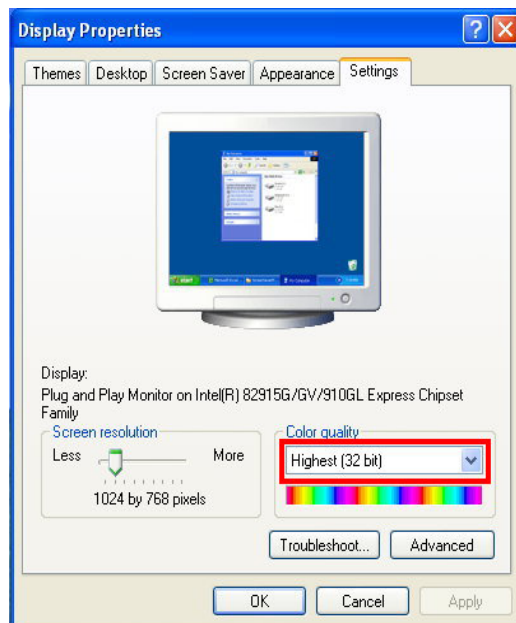 Display Properties
Themes Desktop Screen Saver Appearance Settings
start
Display:
Plug and Play Monitor on Intel(R) 82915G/GV/910GL Express Chipset
Family
Screen resolution
Less More
1024 by 768 pixels
Color quality
Highest (32 bit)
Troubleshoot... Advanced
OK Cancel Apply